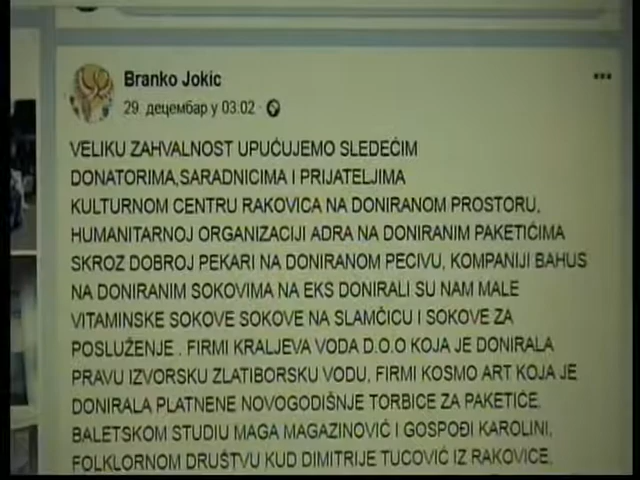 Branko Jokic
29. децембар у 03:02 ·
VELIKU ZAHVALNOST UPUĆUJEMO SLEDEĆIM
DONATORIMA,SARADNICIMA I PRIJATELJIMA
KULTURNOM CENTRU RAKOVICA NA DONIRANOM PROSTORU,
HUMANITARNOJ ORGANIZACIJI ADRA NA DONIRANIM PAKETIĆIMA
SKROZ DOBROJ PEKARI NA DONIRANOM PECIVU, KOMPANIJI BAHUS
NA DONIRANIM SOKOVIMA NA EKS DONIRALI SU NAM MALE
VITAMINSKE SOKOVE SOKOVE NA SLAMČICU I SOKOVE ZA
POSLUŽENJE . FIRMI KRALJEVA VODA D.O.O KOJA JE DONIRALA
PRAVU IZVORSKU ZLATIBORSKU VODU, FIRMI KOSMO ART KOJA JE
DONIRALA PLATNENE NOVOGODIŠNJE TORBICE ZA PAKETIĆE,
BALETSKOM STUDIU MAGA MAGAZINOVIĆ I GOSPOĐI KAROLINI,
FOLKLORNOM DRUŠTVU KUD DIMITRIJE TUCOVIĆ IZ RAKOVICE,